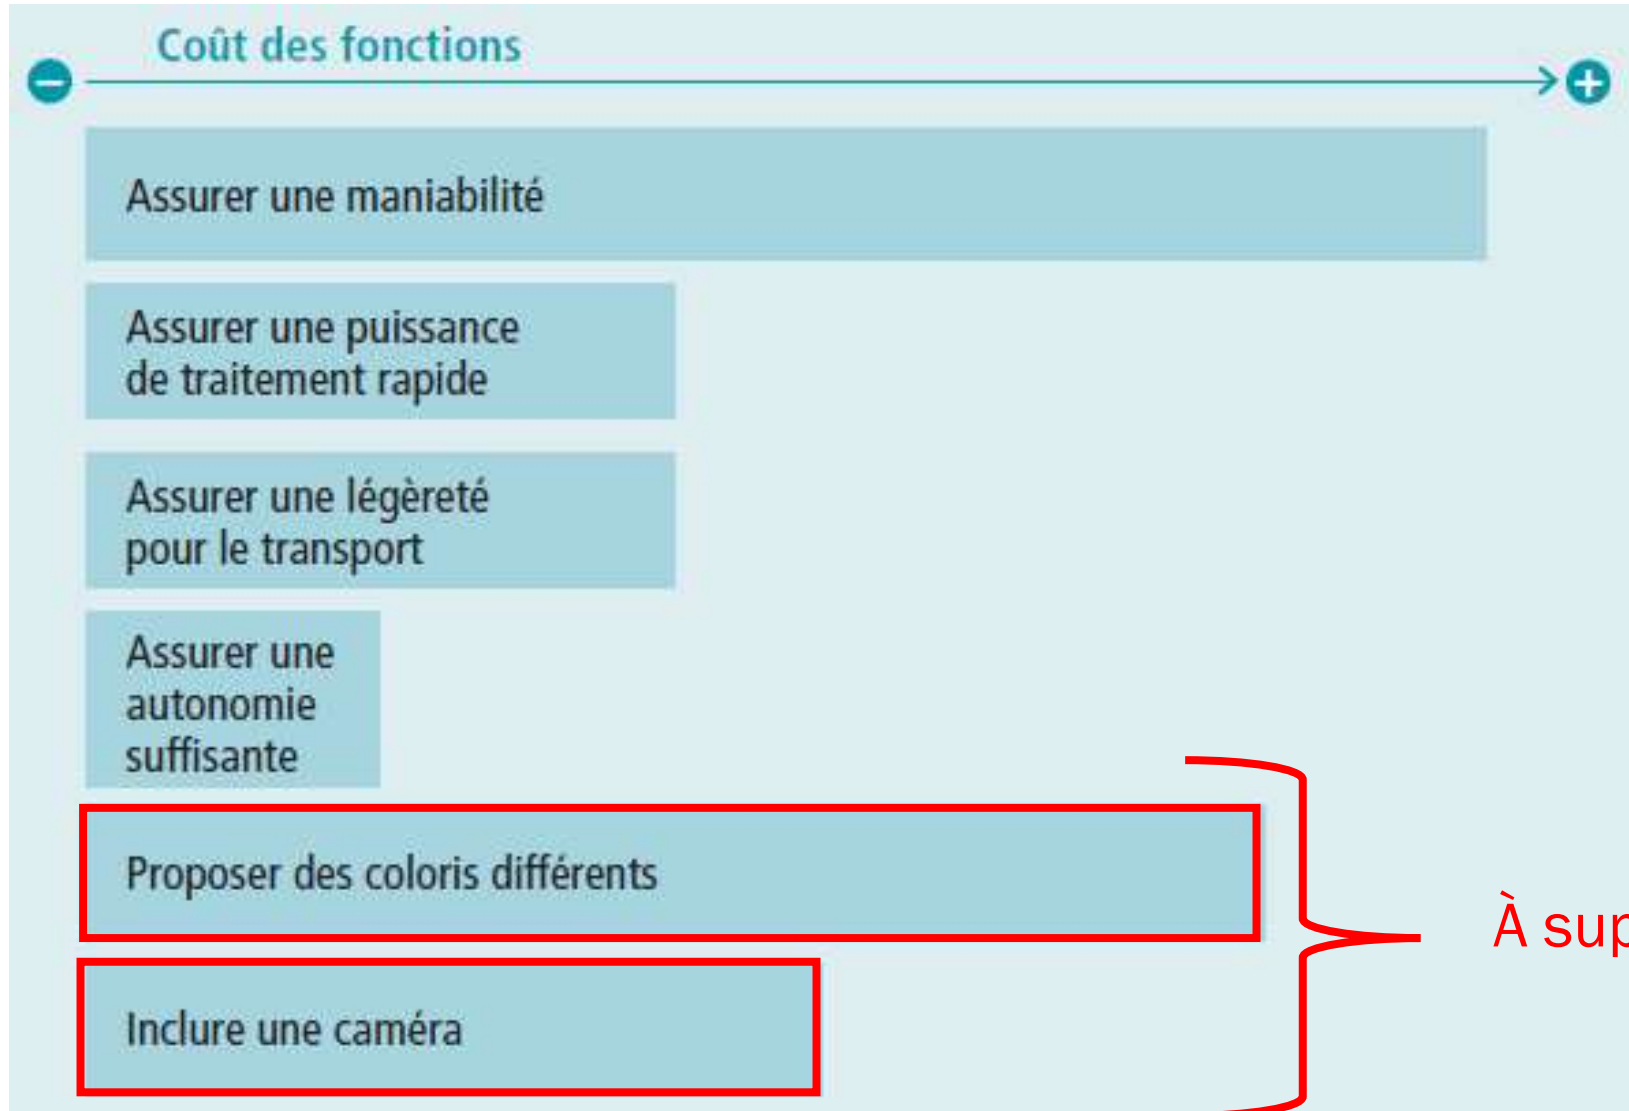 Coût des fonctions
Assurer une maniabilité
Assurer une puissance
de traitement rapide
Assurer une légèreté
pour le transport
Assurer une
autonomie
suffisante
Proposer des coloris différents
À sup
Inclure une caméra